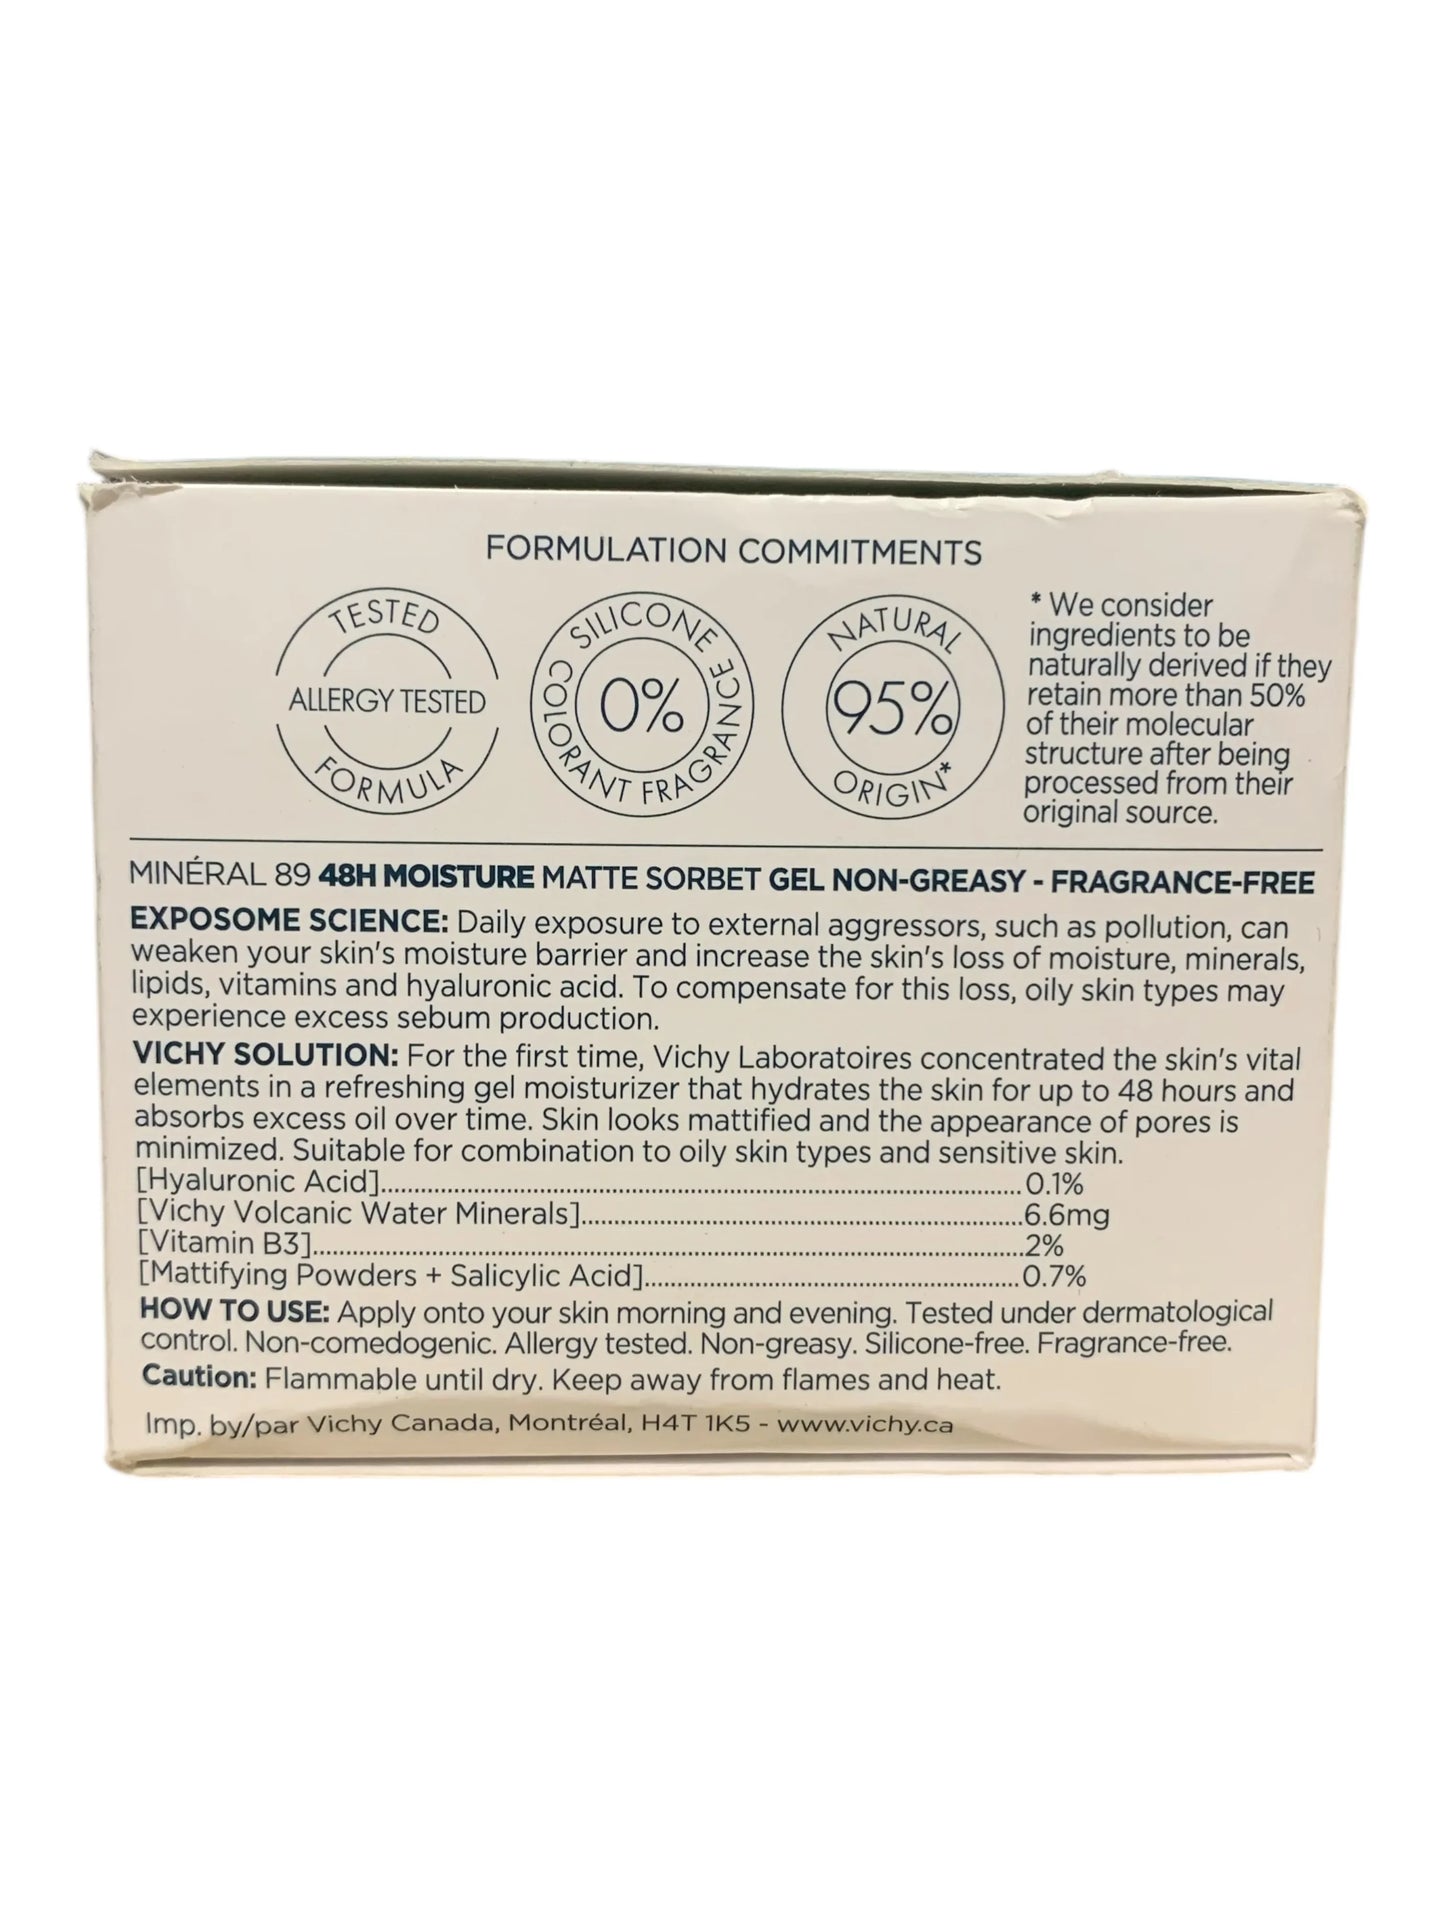 FORMULATION COMMITMENTS
TESTED
ALLERGY TESTED
FORMULA
SILICONE
COLORANT FRAGRANCE
0%
NATURAL
95%
ORIGIN*
* We consider
ingredients to be
naturally derived if they
retain more than 50%
of their molecular
structure after being
processed from their
original source.
MINÉRAL 89 48H MOISTURE MATTE SORBET GEL NON-GREASY - FRAGRANCE-FREE
EXPOSOME SCIENCE: Daily exposure to external aggressors, such as pollution, can
weaken your skin's moisture barrier and increase the skin's loss of moisture, minerals,
lipids, vitamins and hyaluronic acid. To compensate for this loss, oily skin types may
experience excess sebum production.
VICHY SOLUTION: For the first time, Vichy Laboratoires concentrated the skin's vital
elements in a refreshing gel moisturizer that hydrates the skin for up to 48 hours and
absorbs excess oil over time. Skin looks mattified and the appearance of pores is
minimized. Suitable for combination to oily skin types and sensitive skin.
[Hyaluronic Acid]..........0.1%
[Vichy Volcanic Water Minerals]..........6.6mg
[Vitamin B3]..........2%
[Mattifying Powders + Salicylic Acid]..........0.7%
HOW TO USE: Apply onto your skin morning and evening. Tested under dermatological
control. Non-comedogenic. Allergy tested. Non-greasy. Silicone-free. Fragrance-free.
Caution: Flammable until dry. Keep away from flames and heat.
Imp. by/par Vichy Canada, Montréal, H4T 1K5 - www.vichy.ca